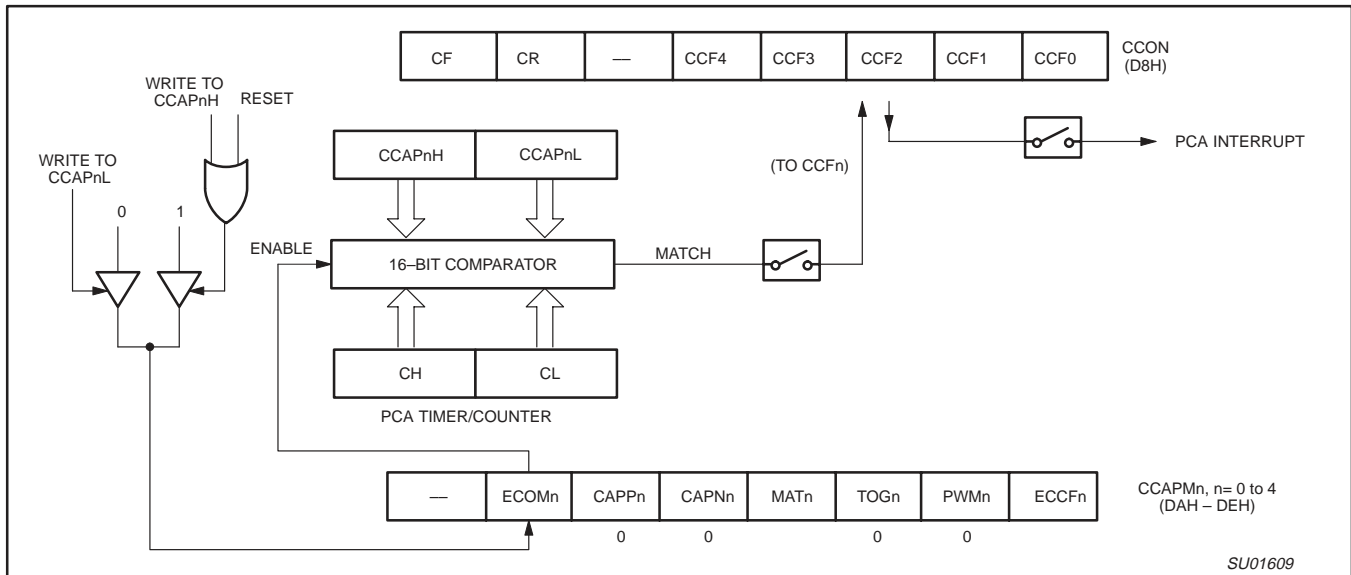 CF CR — CCF4 CCF3 CCF2 CCF1 CCF0
CCON
(D8H)
WRITE TO
CCAPnH
RESET
WRITE TO
CCAPnL
0 1
CCAPnH CCAPnL
(TO CCFn)
PCA INTERRUPT
ENABLE
16–BIT COMPARATOR
MATCH
CH CL
PCA TIMER/COUNTER
— ECOMn CAPPn CAPNn MATn TOGn PWMn ECCFn
CCAPMn, n= 0 to 4
(DAH – DEH)
0 0 0 0
SU01609